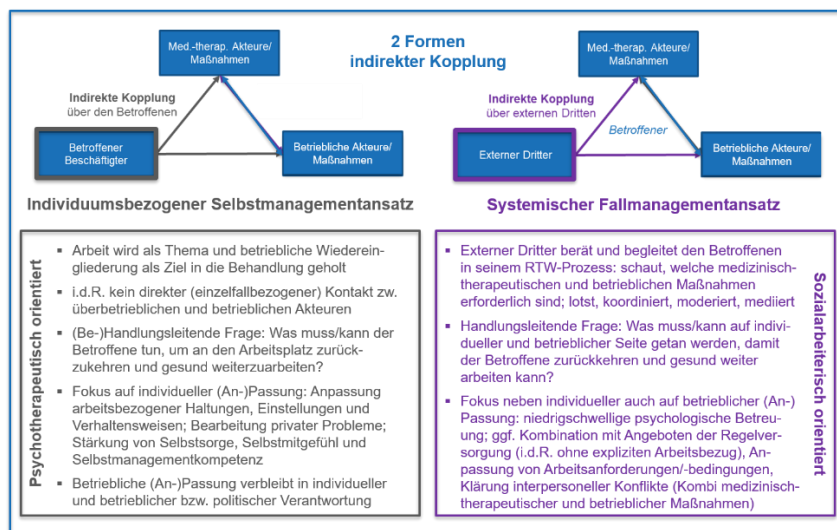 2 Formen
indirekter Kopplung
Med.-therap. Akteure/
Maßnahmen
Indirekte Kopplung
über den Betroffenen
Betroffener
Beschäftigter
Betriebliche Akteure/
Maßnahmen
Individuumsbezogener Selbstmanagementansatz
Psychotherapeutisch orientiert
▪ Arbeit wird als Thema und betriebliche Wiederein-
gliederung als Ziel in die Behandlung geholt
▪ i.d.R. kein direkter (einzelfallbezogener) Kontakt zw.
überbetrieblichen und betrieblichen Akteuren
▪ (Be-)Handlungsleitende Frage: Was muss/kann der
Betroffene tun, um an den Arbeitsplatz zurück-
zukehren und gesund weiterzuarbeiten?
▪ Fokus auf individueller (An-)Passung: Anpassung
arbeitsbezogener Haltungen, Einstellungen und
Verhaltensweisen; Bearbeitung privater Probleme;
Stärkung von Selbstsorge, Selbstmitgefühl und
Selbstmanagementkompetenz
▪ Betriebliche (An-)Passung verbleibt in individueller
und betrieblicher bzw. politischer Verantwortung
Med.-therap. Akteure/
Maßnahmen
Indirekte Kopplung
über externen Dritten
Betroffener
Externer Dritter
Betriebliche Akteure/
Maßnahmen
Systemischer Fallmanagementansatz
▪ Externer Dritter berät und begleitet den Betroffenen
in seinem RTW-Prozess: schaut, welche medizinisch-
therapeutischen und betrieblichen Maßnahmen
erforderlich sind; lotst, koordiniert, moderiert, mediiert
▪ Handlungsleitende Frage: Was muss/kann auf indivi-
dueller und betrieblicher Seite getan werden, damit
der Betroffene zurückkehren und gesund weiter
arbeiten kann?
▪ Fokus neben individueller auch auf betrieblicher (An-)
Passung: niedrigschwellige psychologische Betreu-
ung; ggf. Kombination mit Angeboten der Regelver-
sorgung (i.d.R. ohne expliziten Arbeitsbezug), An-
passung von Arbeitsanforderungen/-bedingungen,
Klärung interpersoneller Konflikte (Kombi medizinisch-
therapeutischer und betrieblicher Maßnahmen)
Sozialarbeiterisch orientiert